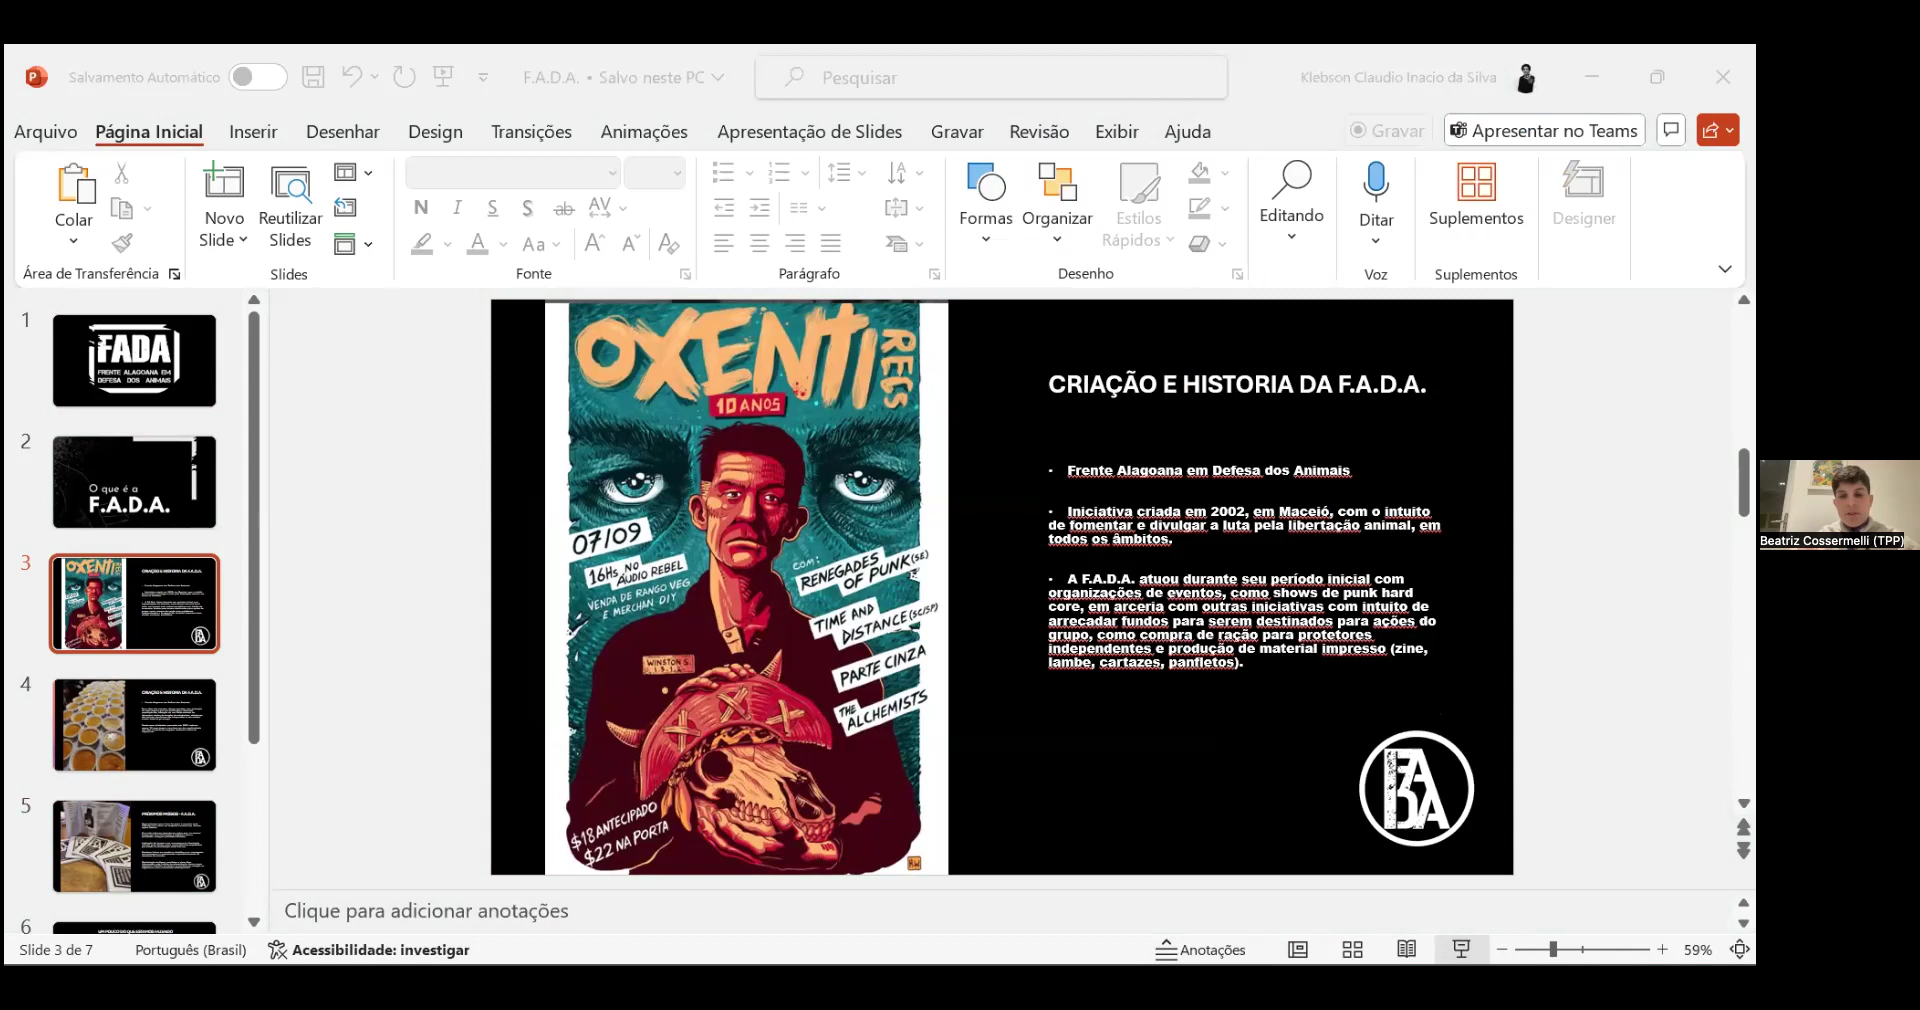 Salvamento Automático
F.A.D.A. • Salvo neste PC
Pesquisar
Klebson Claudio Inacio da Silva
Arquivo Página Inicial Inserir Desenhar Design Transições Animações Apresentação de Slides Gravar Revisão Exibir Ajuda
Gravar
Apresentar no Teams
Colar
Novo
Slide
Reutilizar
Slides
Formas
Organizar
Estilos
Rápidos
Editando
Ditar
Suplementos
Designer
Área de Transferência
Slides
Fonte
Parágrafo
Desenho
Voz
Suplementos
1
FADA
FRENTE ALAGOANA EM
DEFESA DOS ANIMAIS
2
O que é a
F.A.D.A.
3
4
5
6
OXENTI
RECS
10 ANOS
07/09
16Hs NO
ÁUDIO REBEL
VENDA DE RANGO VEG
E MERCHAN DIY
COM:
RENEGADES
OF PUNK (SE)
TIME AND
DISTANCE (SC/SP)
PARTE CINZA
THE
ALCHEMISTS
WINSTON S.
$18 ANTECIPADO
$22 NA PORTA
CRIAÇÃO E HISTORIA DA F.A.D.A.
• Frente Alagoana em Defesa dos Animais
• Iniciativa criada em 2002, em Maceió, com o intuito
de fomentar e divulgar a luta pela libertação animal, em
todos os âmbitos.
• A F.A.D.A. atuou durante seu período inicial com
organizações de eventos, como shows de punk hard
core, em arceria com outras iniciativas com intuito de
arrecadar fundos para serem destinados para ações do
grupo, como compra de ração para protetores
independentes e produção de material impresso (zine,
lambe, cartazes, panfletos).
FADA
Beatriz Cossermelli (TPP)
Clique para adicionar anotações
Slide 3 de 7
Português (Brasil)
Acessibilidade: investigar
Anotações
59%